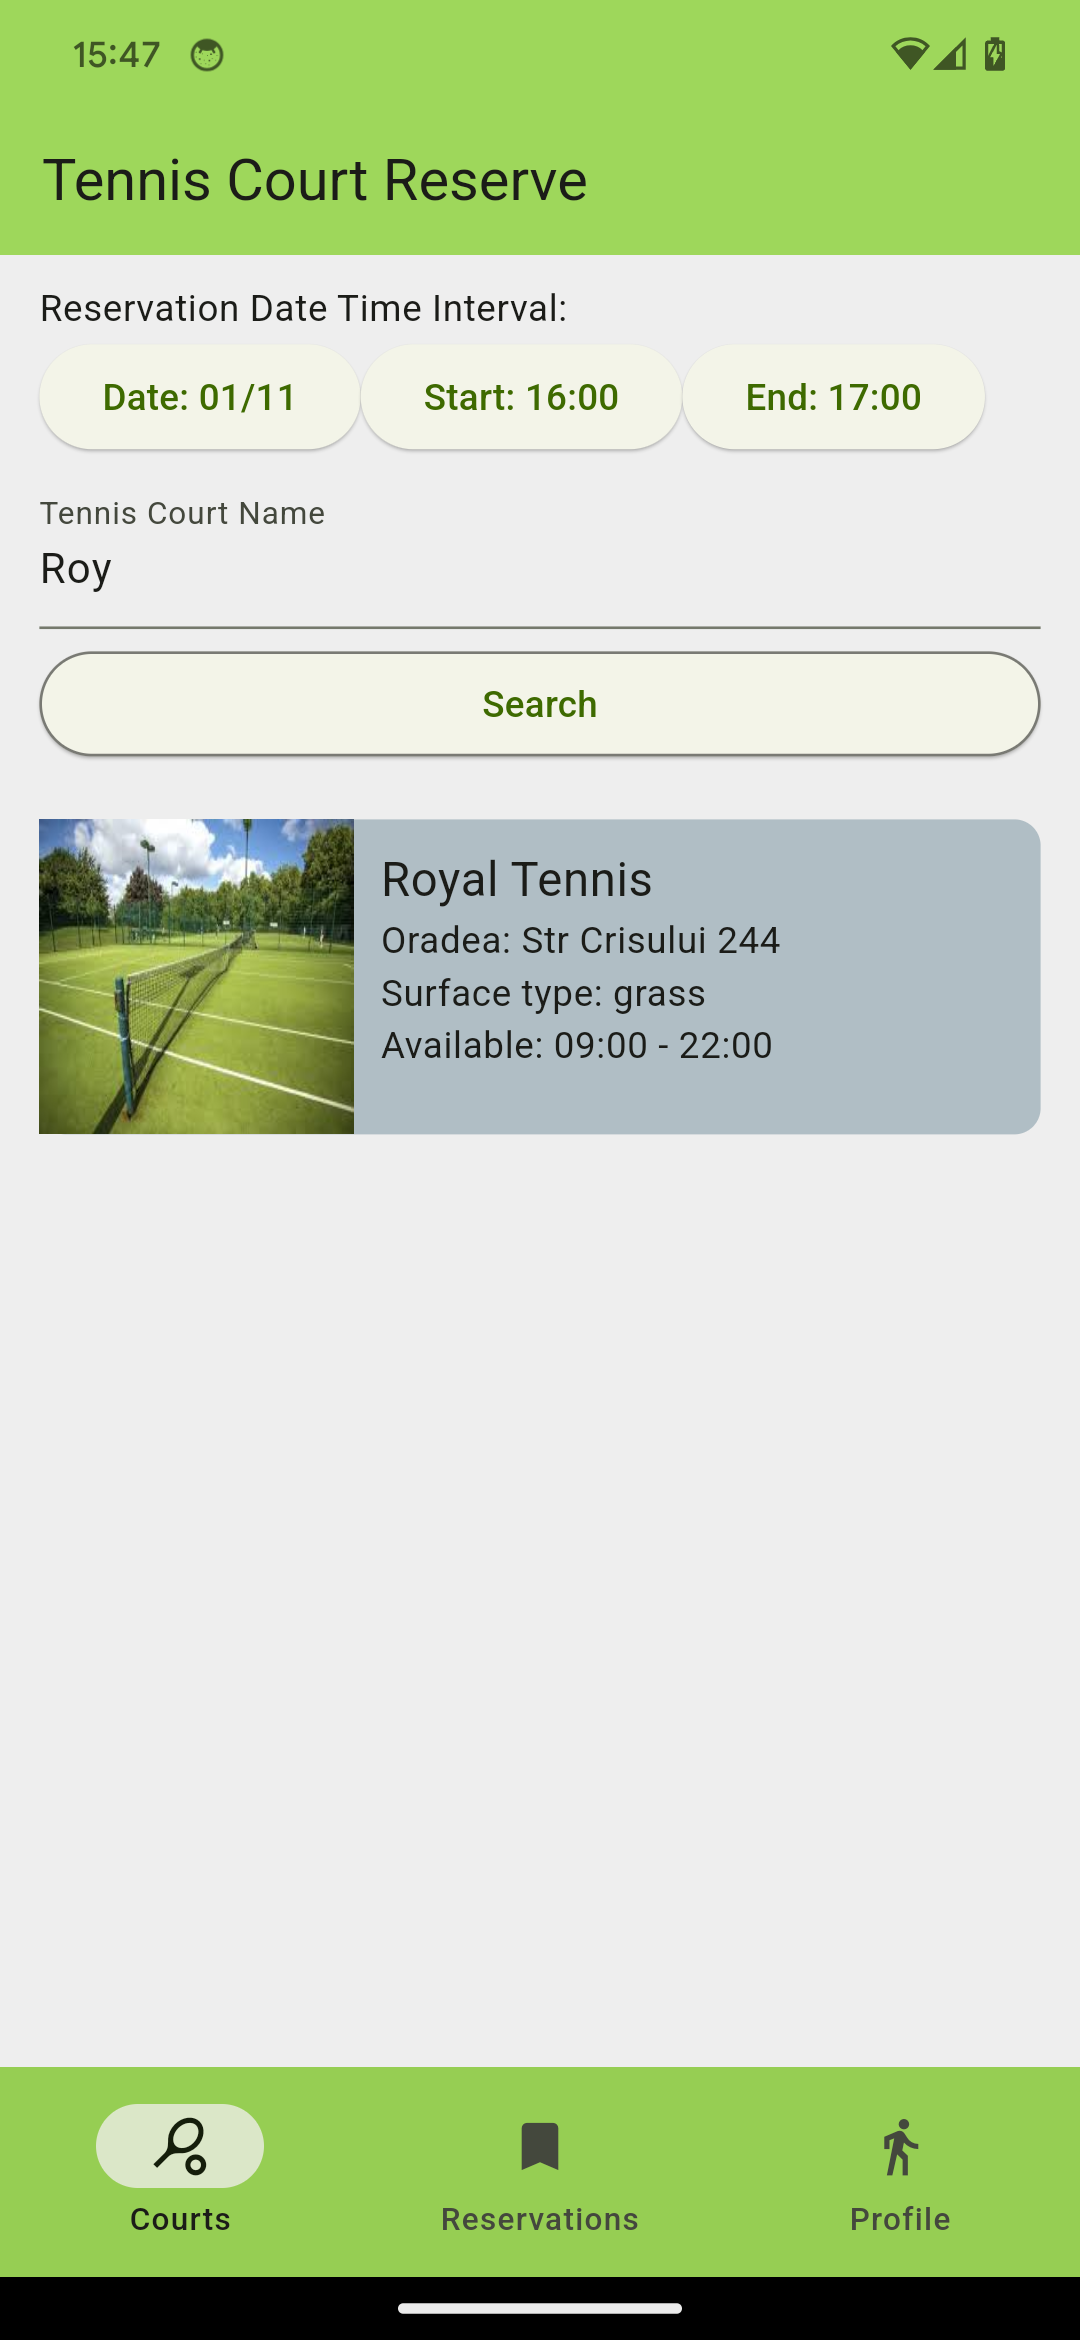 15:47
Tennis Court Reserve
Reservation Date Time Interval:
Date: 01/11 Start: 16:00 End: 17:00
Tennis Court Name
Roy
Search
Royal Tennis
Oradea: Str Crisului 244
Surface type: grass
Available: 09:00 - 22:00
Courts Reservations Profile